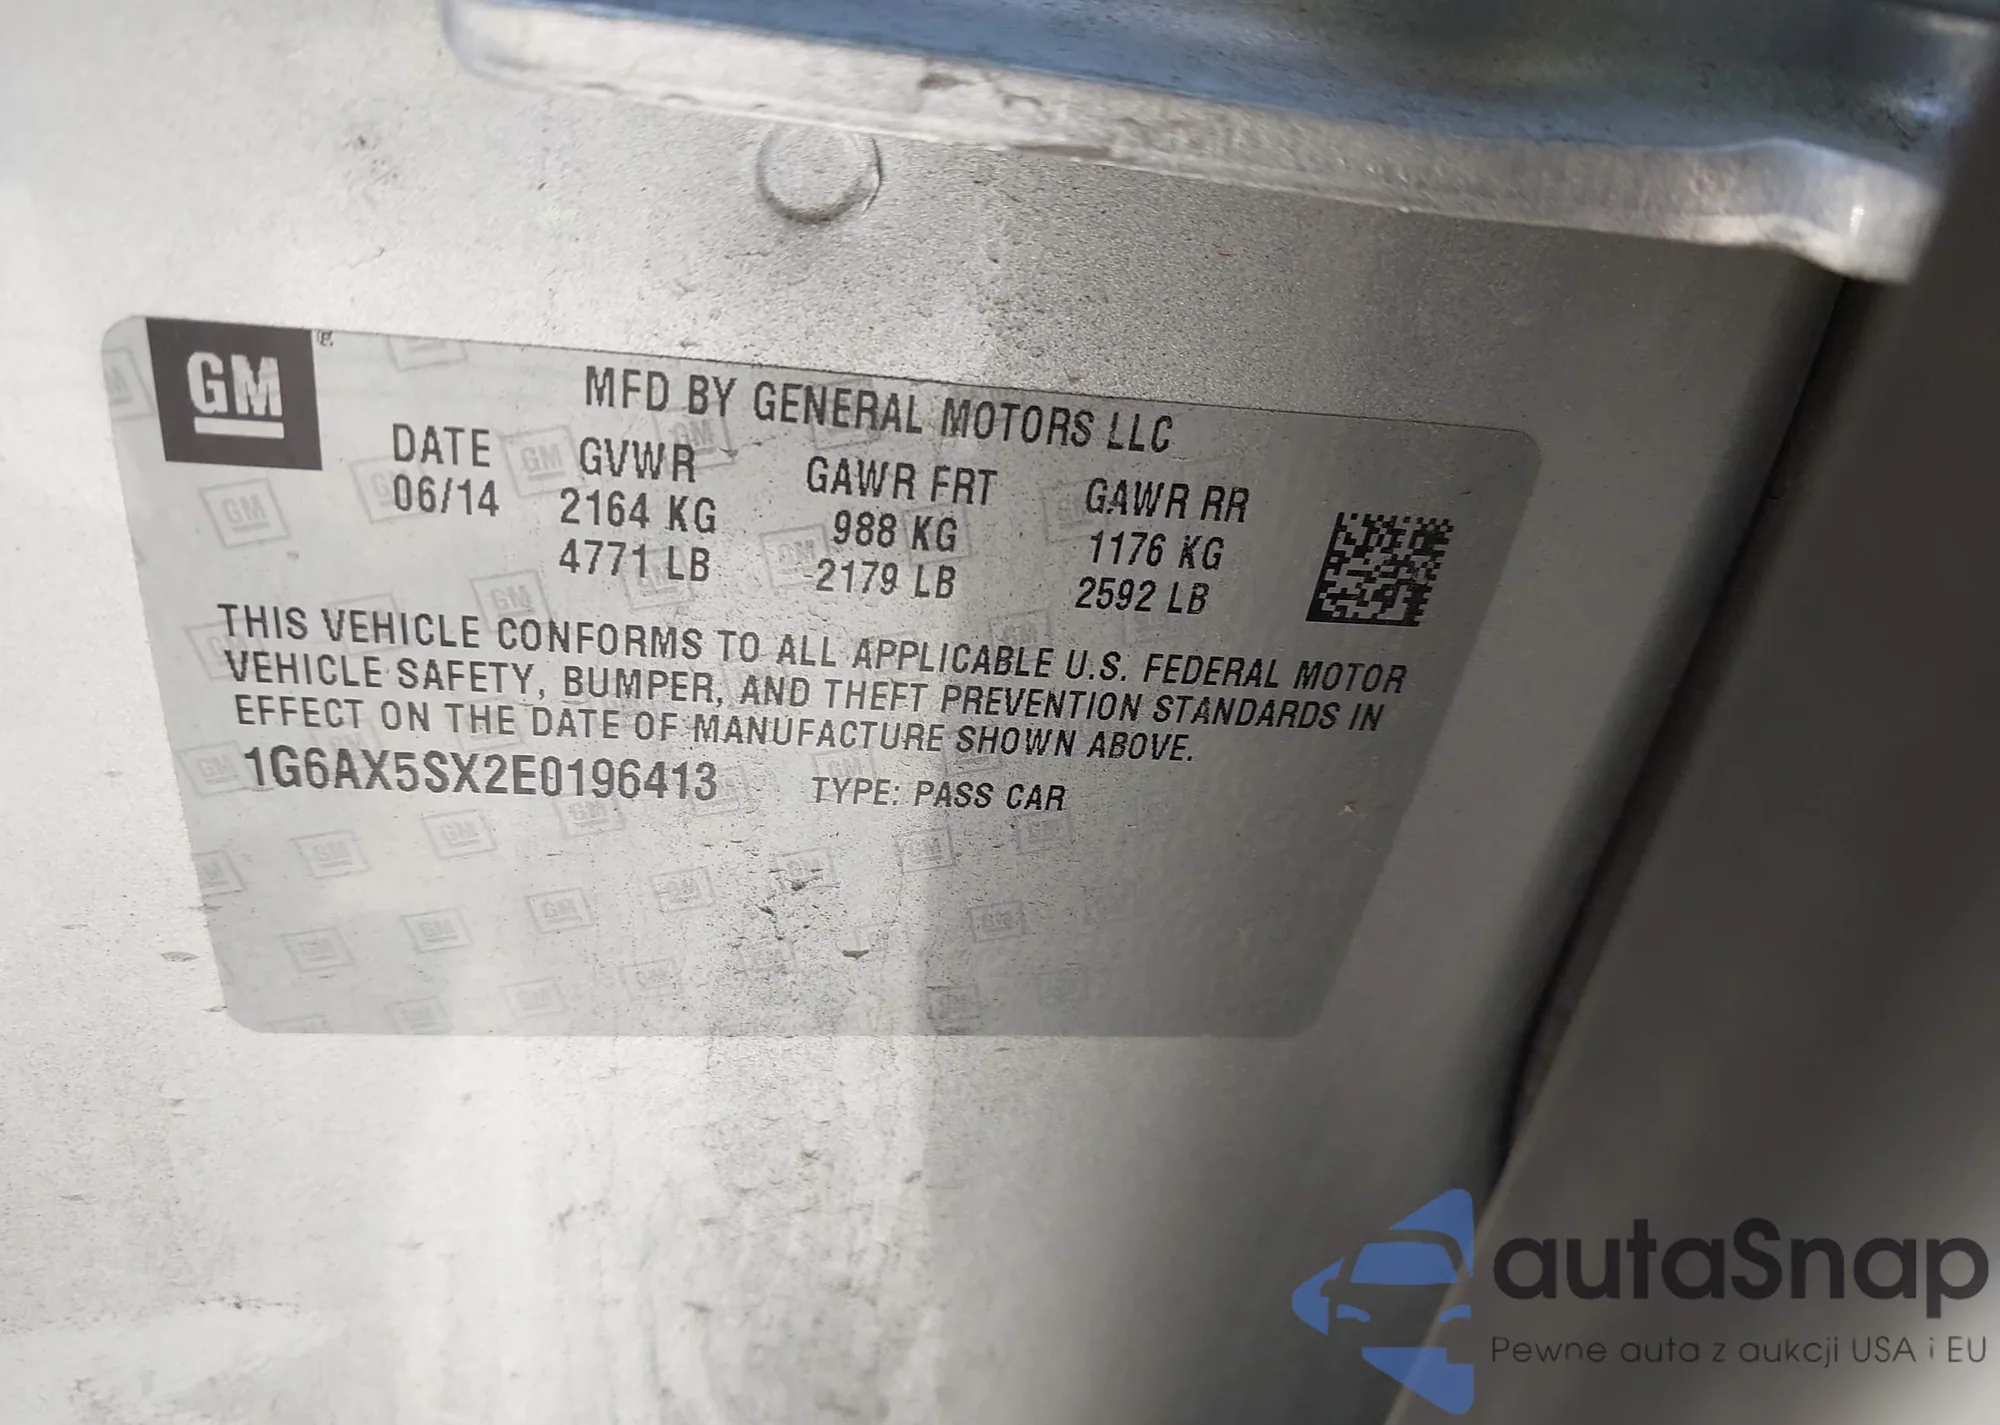 GM
MFD BY GENERAL MOTORS LLC
DATE GVWR GAWR FRT GAWR RR
06/14 2164 KG 988 KG 1176 KG
4771 LB 2179 LB 2592 LB
THIS VEHICLE CONFORMS TO ALL APPLICABLE U.S. FEDERAL MOTOR
VEHICLE SAFETY, BUMPER, AND THEFT PREVENTION STANDARDS IN
EFFECT ON THE DATE OF MANUFACTURE SHOWN ABOVE.
1G6AX5SX2E0196413 TYPE: PASS CAR
autaSnap
Pewne auta z aukcji USA i EU